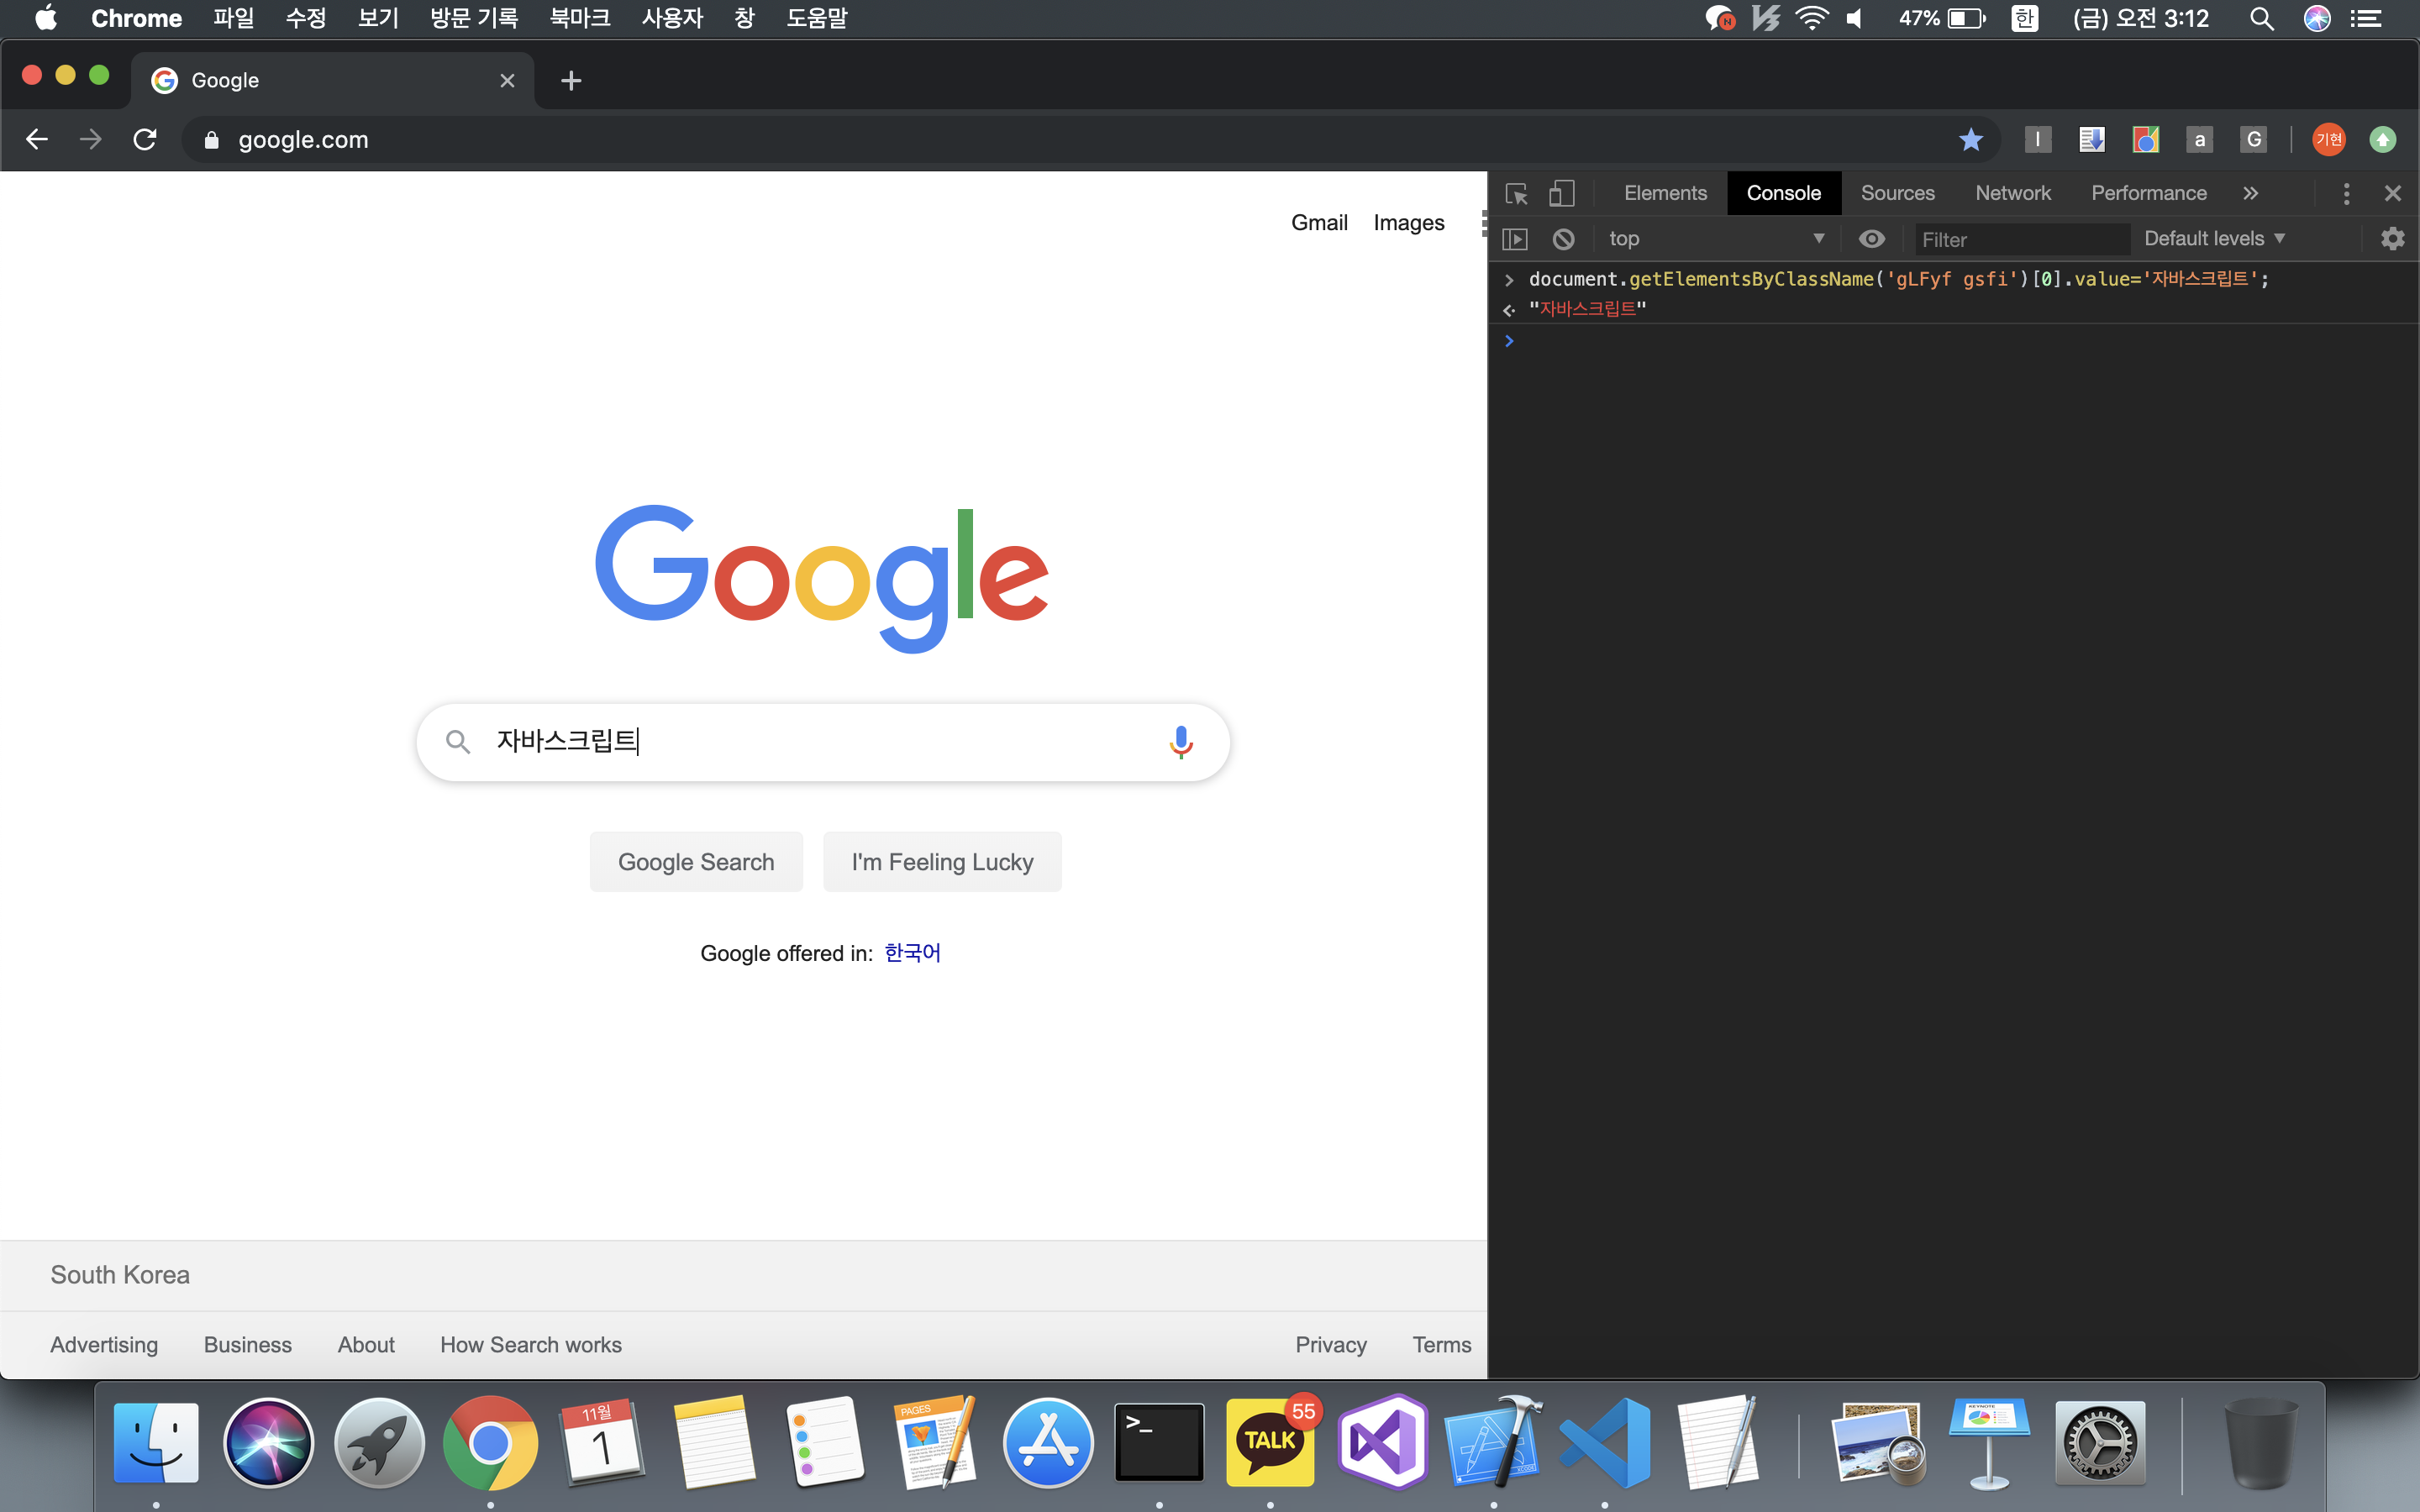 Chrome 파일 수정 보기 방문 기록 북마크 사용자 창 도움말 47% 한 (금) 오전 3:12
Google
google.com
I a G 기현
Elements Console Sources Network Performance
top Filter Default levels
document.getElementsByClassName('gLFyf gsfi')[0].value='자바스크립트';
"자바스크립트"
Gmail Images
Google
자바스크립트
Google Search I'm Feeling Lucky
Google offered in: 한국어
South Korea
Advertising Business About How Search works Privacy Terms
11월
1
PAGES
>_
TALK
55
XCODE
KEYNOTE